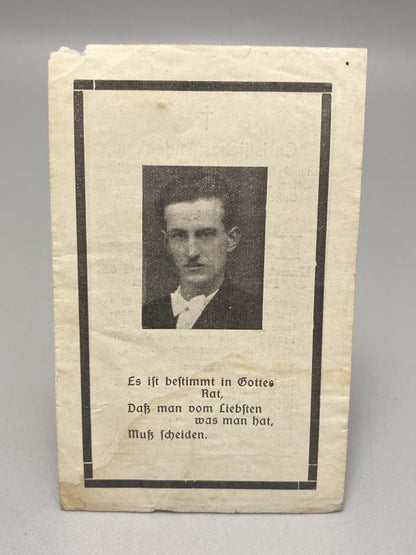 Es ist bestimmt in Gottes
Rat,
Daß man vom Liebsten
was man hat,
Muß scheiden.